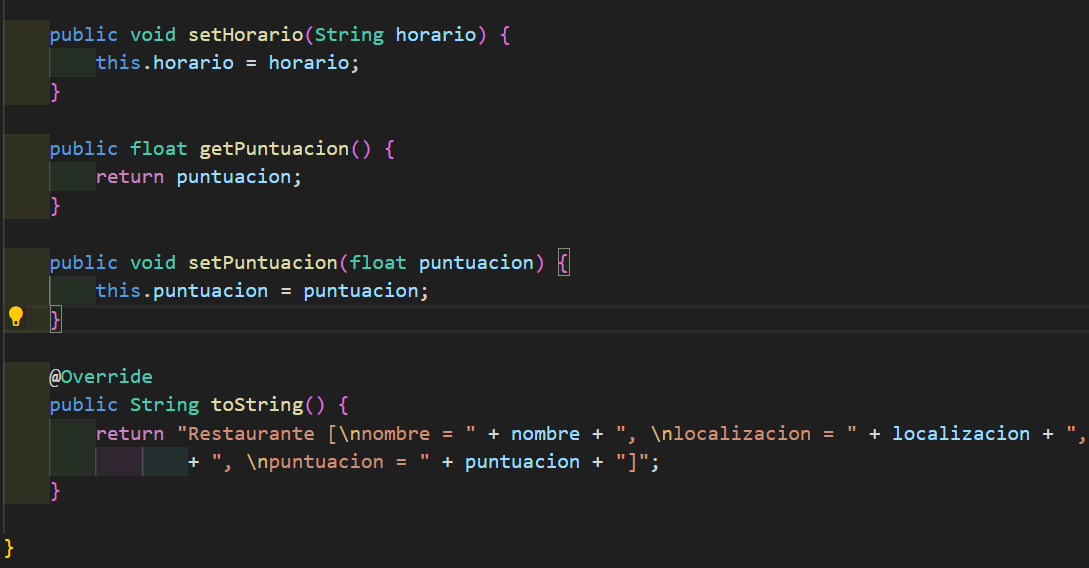 public void setHorario(String horario) {
this.horario = horario;
}
public float getPuntuacion() {
return puntuacion;
}
public void setPuntuacion(float puntuacion) {
this.puntuacion = puntuacion;
}
@Override
public String toString() {
return "Restaurante [\nnombre = " + nombre + ", \nlocalizacion = " + localizacion + ",
+ ", \npuntuacion = " + puntuacion + "]";
}
}